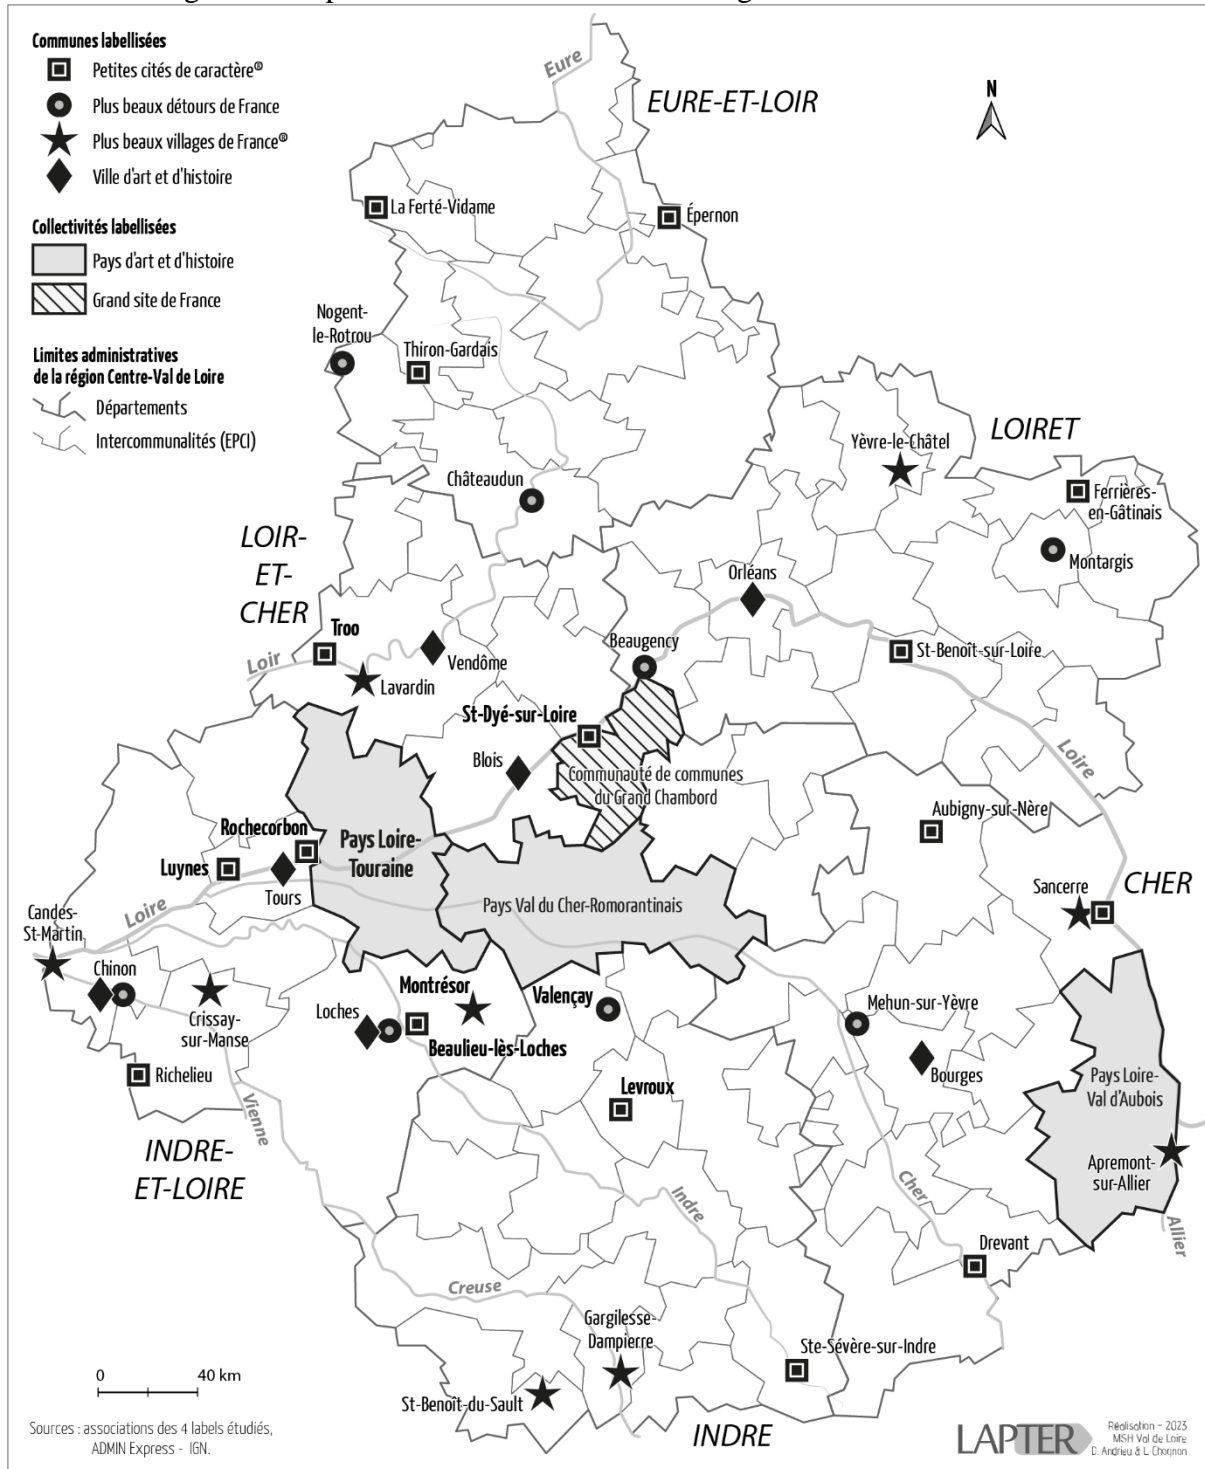 Communes labellisées
Petites cités de caractère®
Plus beaux détours de France
Plus beaux villages de France®
Ville d'art et d'histoire
Collectivités labellisées
Pays d'art et d'histoire
Grand site de France
Limites administratives
de la région Centre-Val de Loire
Départements
Intercommunalités (EPCI)
N
Eure
EURE-ET-LOIR
La Ferté-Vidame
Épernon
Nogent-
le-Rotrou
Thiron-Gardais
Châteaudun
LOIRET
Yèvre-le-Châtel
Ferrières-
en-Gâtinais
Montargis
LOIR-
ET-
CHER
Orléans
Troo
Loir
Vendôme
Lavardin
Beaugency
St-Benoît-sur-Loire
St-Dyé-sur-Loire
Blois
Communauté de communes
du Grand Chambord
Loire
Aubigny-sur-Nère
Rochecorbon
Pays Loire-
Touraine
Luynes
Tours
Loire
Pays Val du Cher-Romorantinais
Sancerre
CHER
Candes-
St-Martin
Chinon
Crissay-
sur-Manse
Loches
Montrésor
Beaulieu-lès-Loches
Valençay
Mehun-sur-Yèvre
Bourges
Richelieu
Vienne
Levroux
Pays Loire-
Val d'Aubois
INDRE-
ET-LOIRE
Apremont-
sur-Allier
Indre
Cher
Allier
Drevant
Creuse
Gargilesse-
Dampierre
Ste-Sévère-sur-Indre
St-Benoît-du-Sault
INDRE
0 40 km
Sources : associations des 4 labels étudiés,
ADMIN Express - IGN.
LAPTER
Réalisation - 2023
MSH Val de Loire
D. Andrieu & L. Chognon